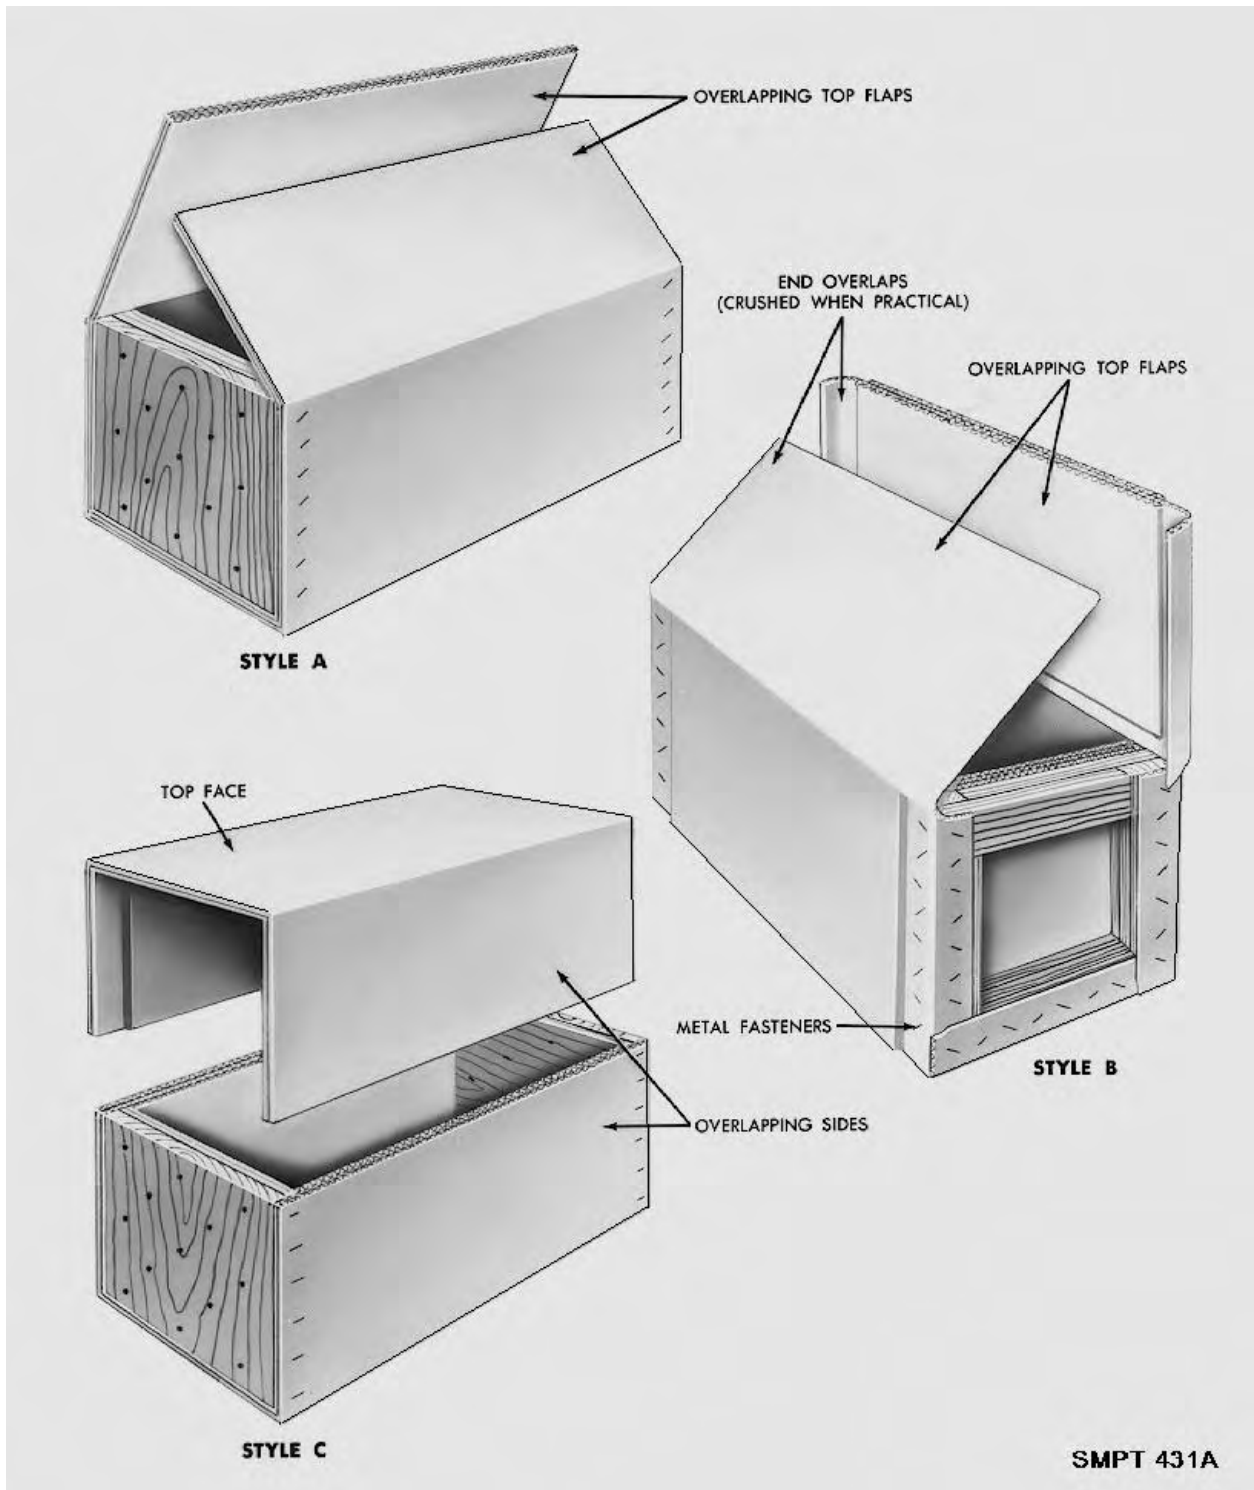 OVERLAPPING TOP FLAPS
END OVERLAPS
(CRUSHED WHEN PRACTICAL)
OVERLAPPING TOP FLAPS
STYLE A
TOP FACE
METAL FASTENERS
STYLE B
OVERLAPPING SIDES
STYLE C
SMPT 431A